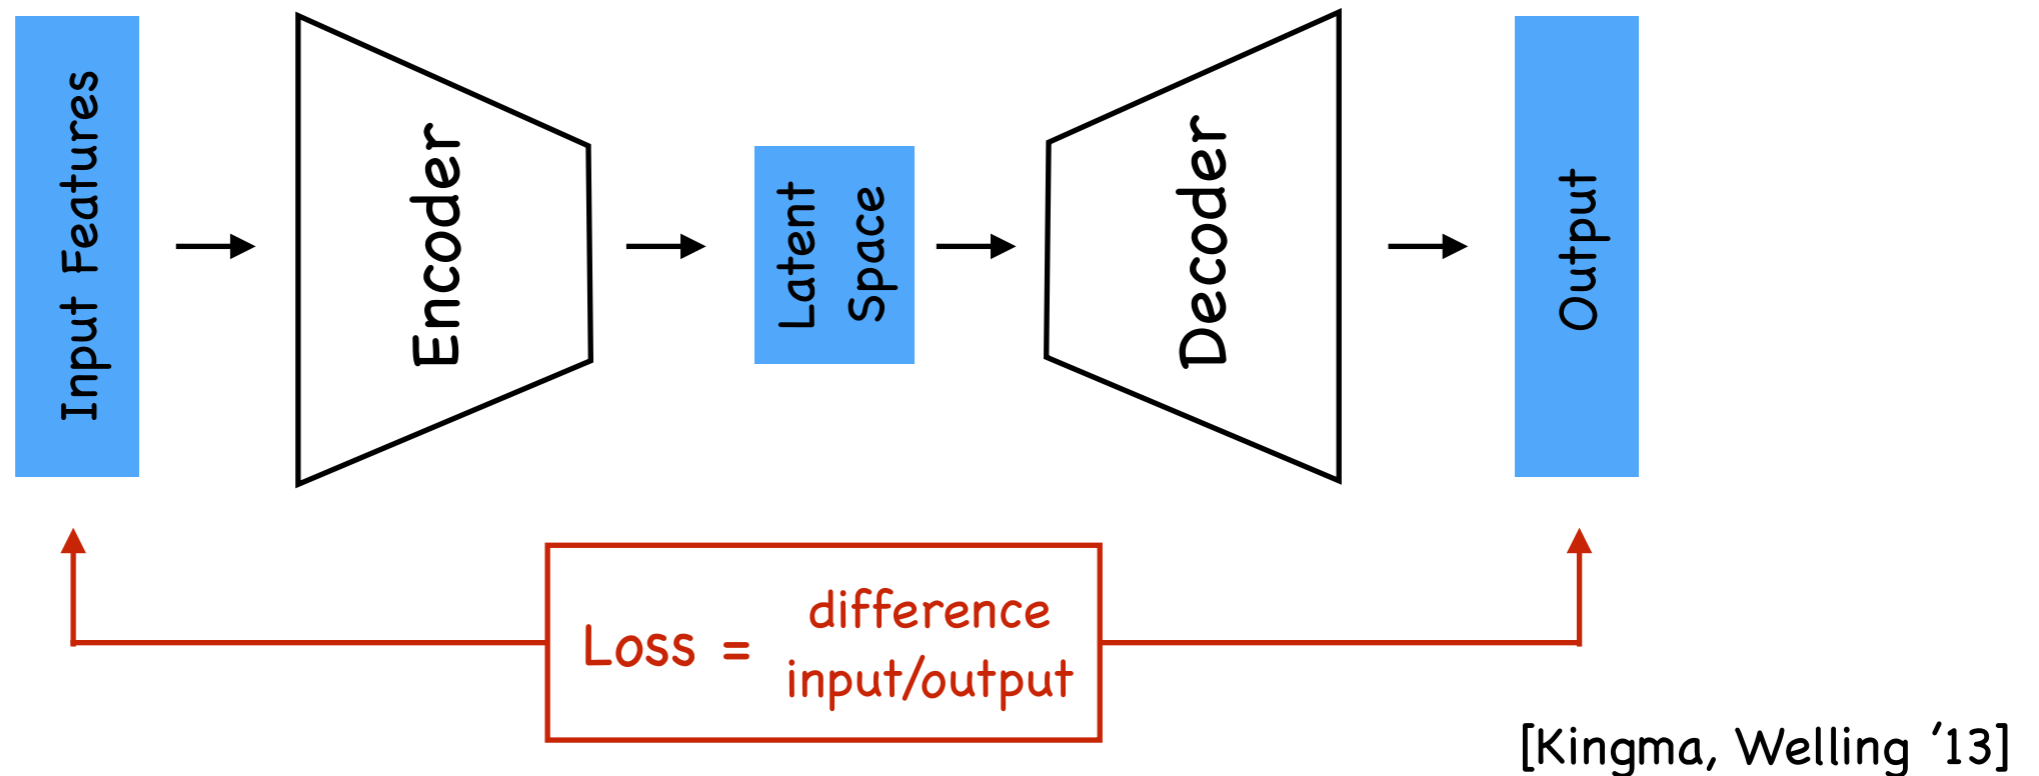 Input Features
Encoder
Latent
Space
Decoder
Output
Loss =
difference
input/output
[Kingma, Welling '13]